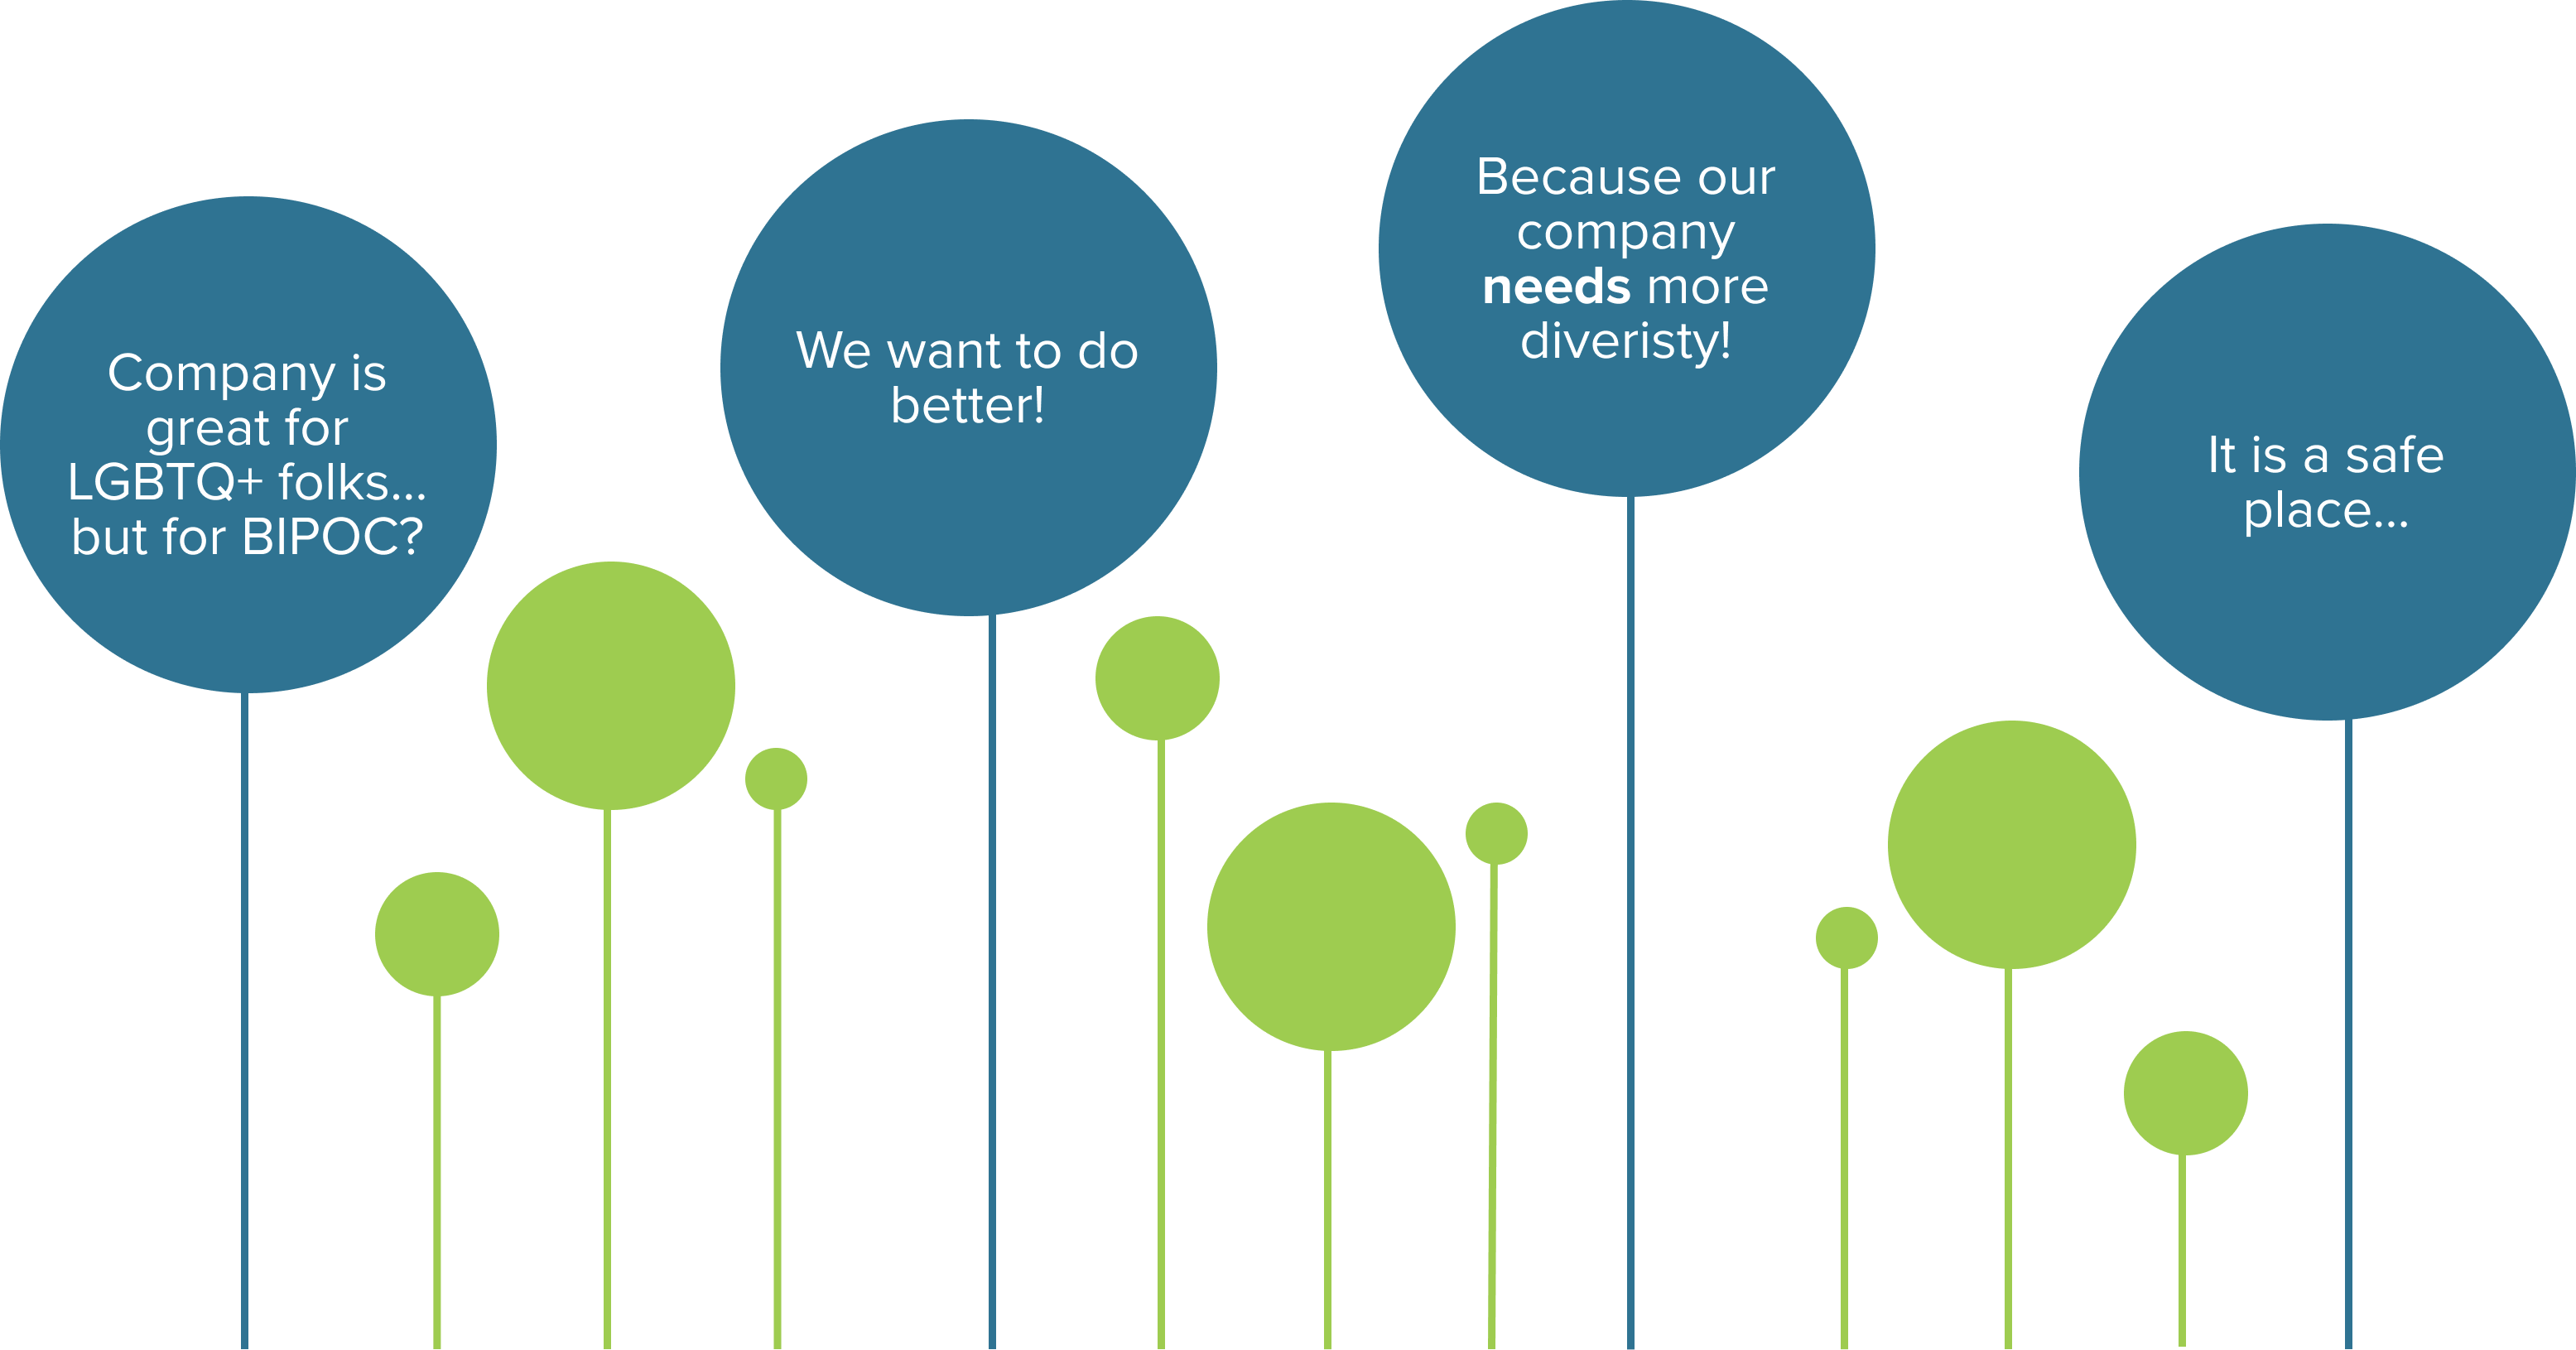 Company is
great for
LGBTQ+ folks...
but for BIPOC?
We want to do
better!
Because our
company
needs more
diveristy!
It is a safe
place...